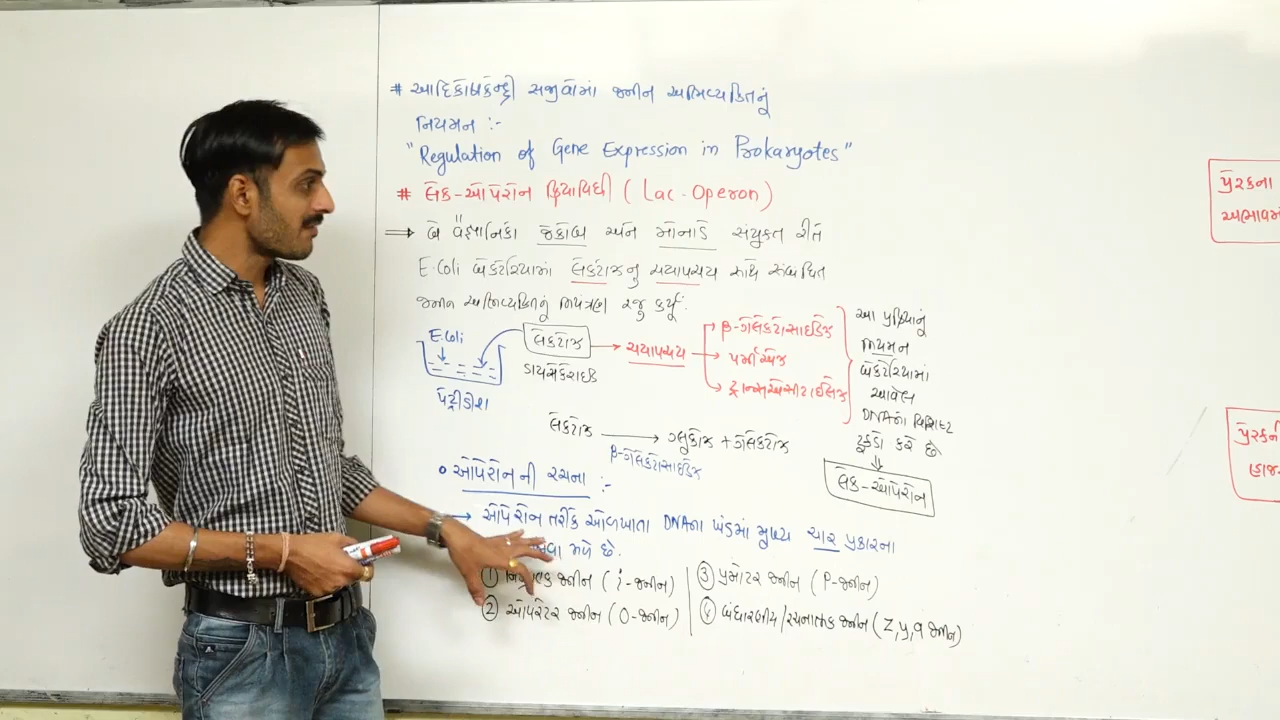 # આદિકોષકેન્દ્રી સજીવોમાં જનીન અભિવ્યક્તિનું
નિયમન :-
"Regulation of Gene Expression in Prokaryotes"
# લેક-ઓપેરોન ક્રિયાવિધી (Lac-Operon)
⇒ બે વૈજ્ઞાનિકો જેકોબ અને મોનાડે સંયુક્ત રીતે
E.Coli બેક્ટેરિયામાં લેક્ટોઝનુ ચયાપચય સાથે સંબંધિત
જનીન અભિવ્યક્તિનું નિયંત્રણ રજુ કર્યું.
E.Coli
પેટ્રીડીશ
લેક્ટોઝ
ડાયસેકેરાઇડ
ચયાપચય
β-ગેલેક્ટોસાઇડેઝ
પર્મીએઝ
ટ્રાન્સએસીટાઇલેઝ
આ પ્રક્રિયાનું
નિયમન
બેક્ટેરિયામાં
આવેલ
DNAનો વિશિષ્ટ
ટૂકડો કરે છે
લેક-ઓપેરોન
લેક્ટોઝ → ગ્લુકોઝ + ગેલેક્ટોઝ
β-ગેલેક્ટોસાઇડેઝ
• ઓપેરોનની રચના :-
→ ઓપેરોન તરીકે ઓળખાતા DNAના ખંડમાં મુખ્ય ચાર પ્રકારના
મળે છે.
① જનીન (i-જનીન)
② ઓપરેટર જનીન (O-જનીન)
③ પ્રમોટર જનીન (P-જનીન)
④ બંધારણીય/રચનાત્મક જનીન (Z, y, a જનીન)
પ્રેરકના
પ્રેરકની